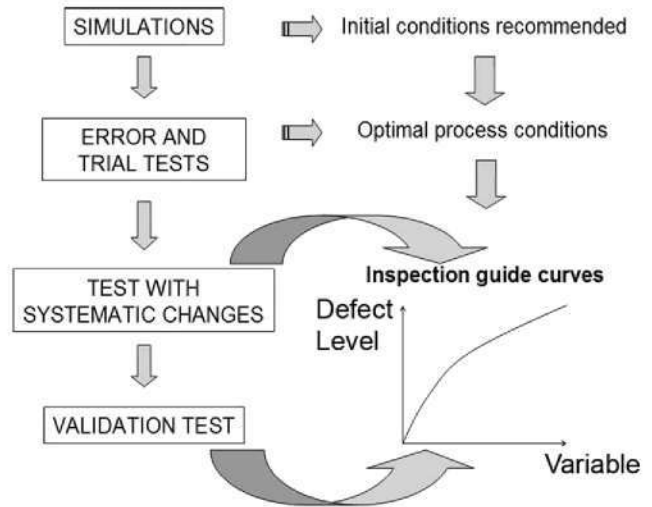 SIMULATIONS
Initial conditions recommended
ERROR AND
TRIAL TESTS
Optimal process conditions
TEST WITH
SYSTEMATIC CHANGES
Inspection guide curves
Defect
Level
VALIDATION TEST
Variable